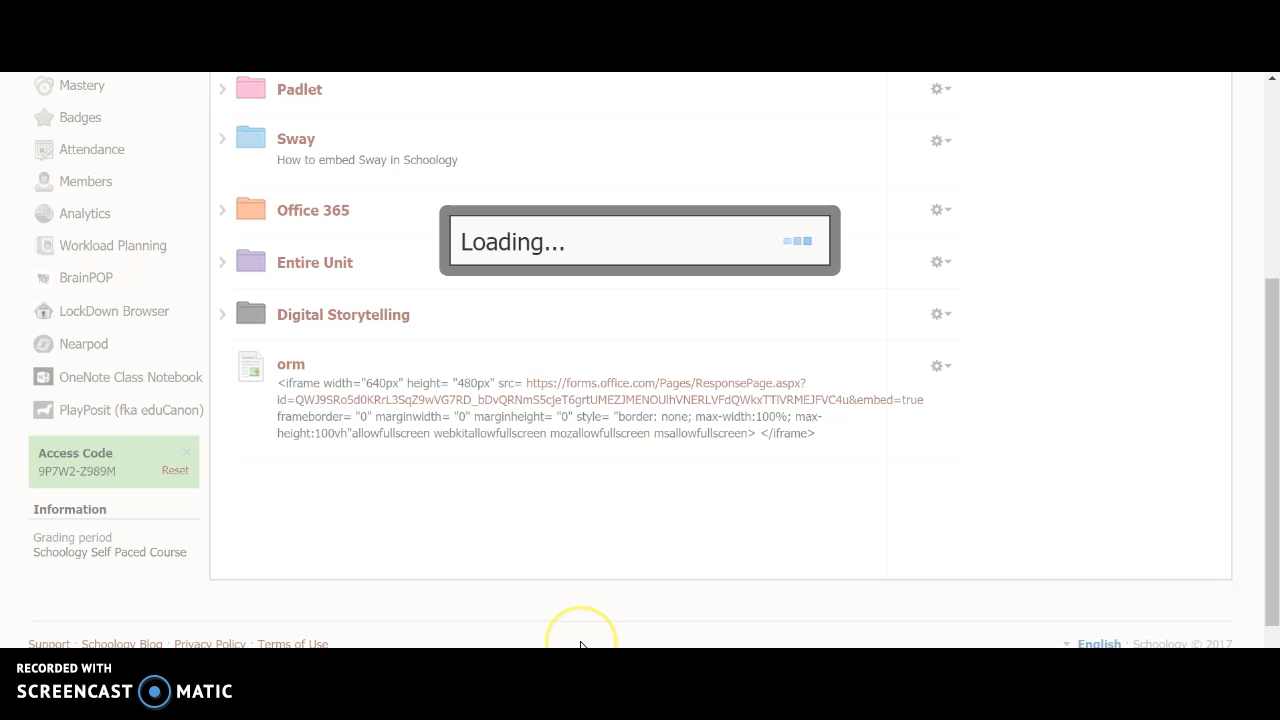 Mastery
Badges
Attendance
Members
Analytics
Workload Planning
BrainPOP
LockDown Browser
Nearpod
OneNote Class Notebook
PlayPosit (fka eduCanon)
Access Code
9P7W2-Z989M
Reset
Information
Grading period
Schoology Self Paced Course
Padlet
Sway
How to embed Sway in Schoology
Office 365
Loading...
Entire Unit
Digital Storytelling
orm
<iframe width="640px" height= "480px" src= https://forms.office.com/Pages/ResponsePage.aspx?
id=QWJ9SRo5d0KRrL3SqZ9wVG7RD_bDvQRNmS5cJeT6grtUMEZJMENOUlhVNERLVFdQWkxTTlVRMEJFVC4u&embed=true
frameborder= "0" marginwidth= "0" marginheight= "0" style= "border: none; max-width:100%; max-
height:100vh"allowfullscreen webkitallowfullscreen mozallowfullscreen msallowfullscreen> </iframe>
Support · Schoology Blog · Privacy Policy · Terms of Use
English · Schoology © 2017
RECORDED WITH
SCREENCAST MATIC